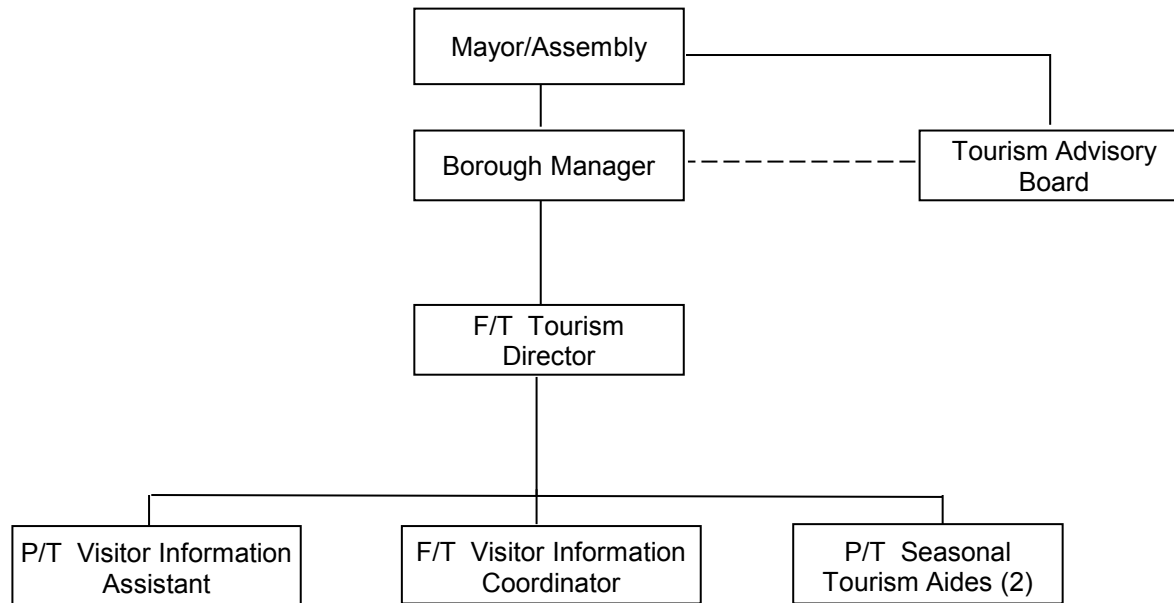 Mayor/Assembly
Borough Manager
Tourism Advisory
Board
F/T Tourism
Director
P/T Visitor Information
Assistant
F/T Visitor Information
Coordinator
P/T Seasonal
Tourism Aides (2)